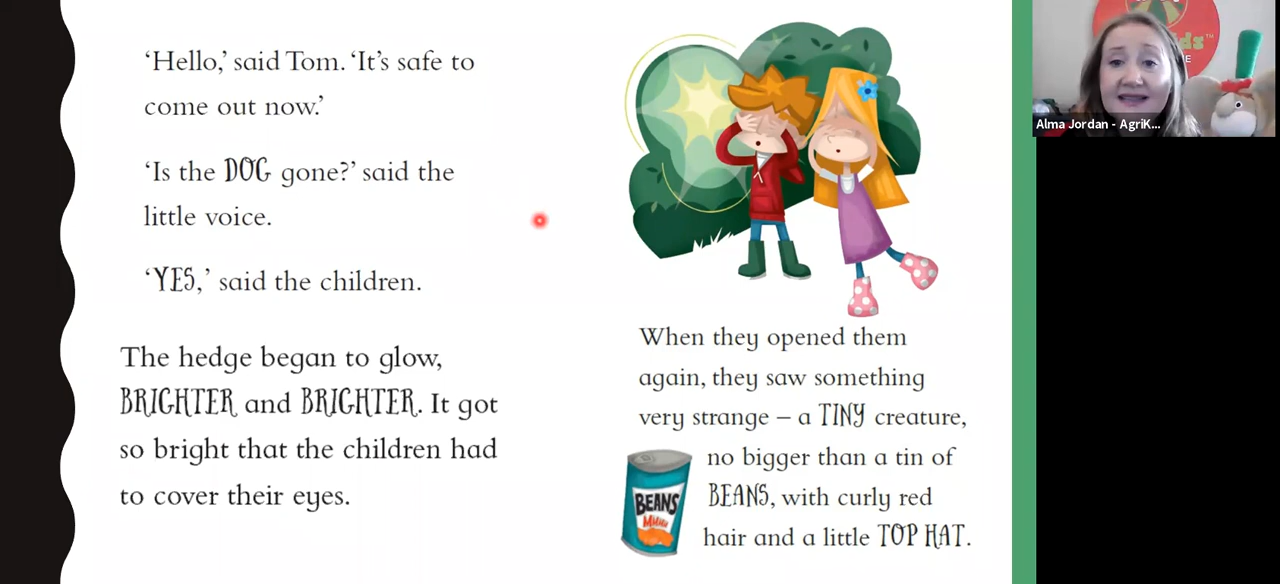 ‘Hello,’ said Tom. ‘It’s safe to
come out now.’
‘Is the DOG gone?’ said the
little voice.
‘YES,’ said the children.
The hedge began to glow,
BRIGHTER and BRIGHTER. It got
so bright that the children had
to cover their eyes.
When they opened them
again, they saw something
very strange – a TINY creature,
no bigger than a tin of
BEANS, with curly red
hair and a little TOP HAT.
BEANS
Alma Jordan - AgriK...